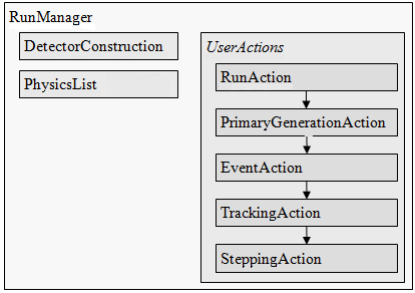 RunManager
DetectorConstruction
PhysicsList
UserActions
RunAction
PrimaryGenerationAction
EventAction
TrackingAction
SteppingAction